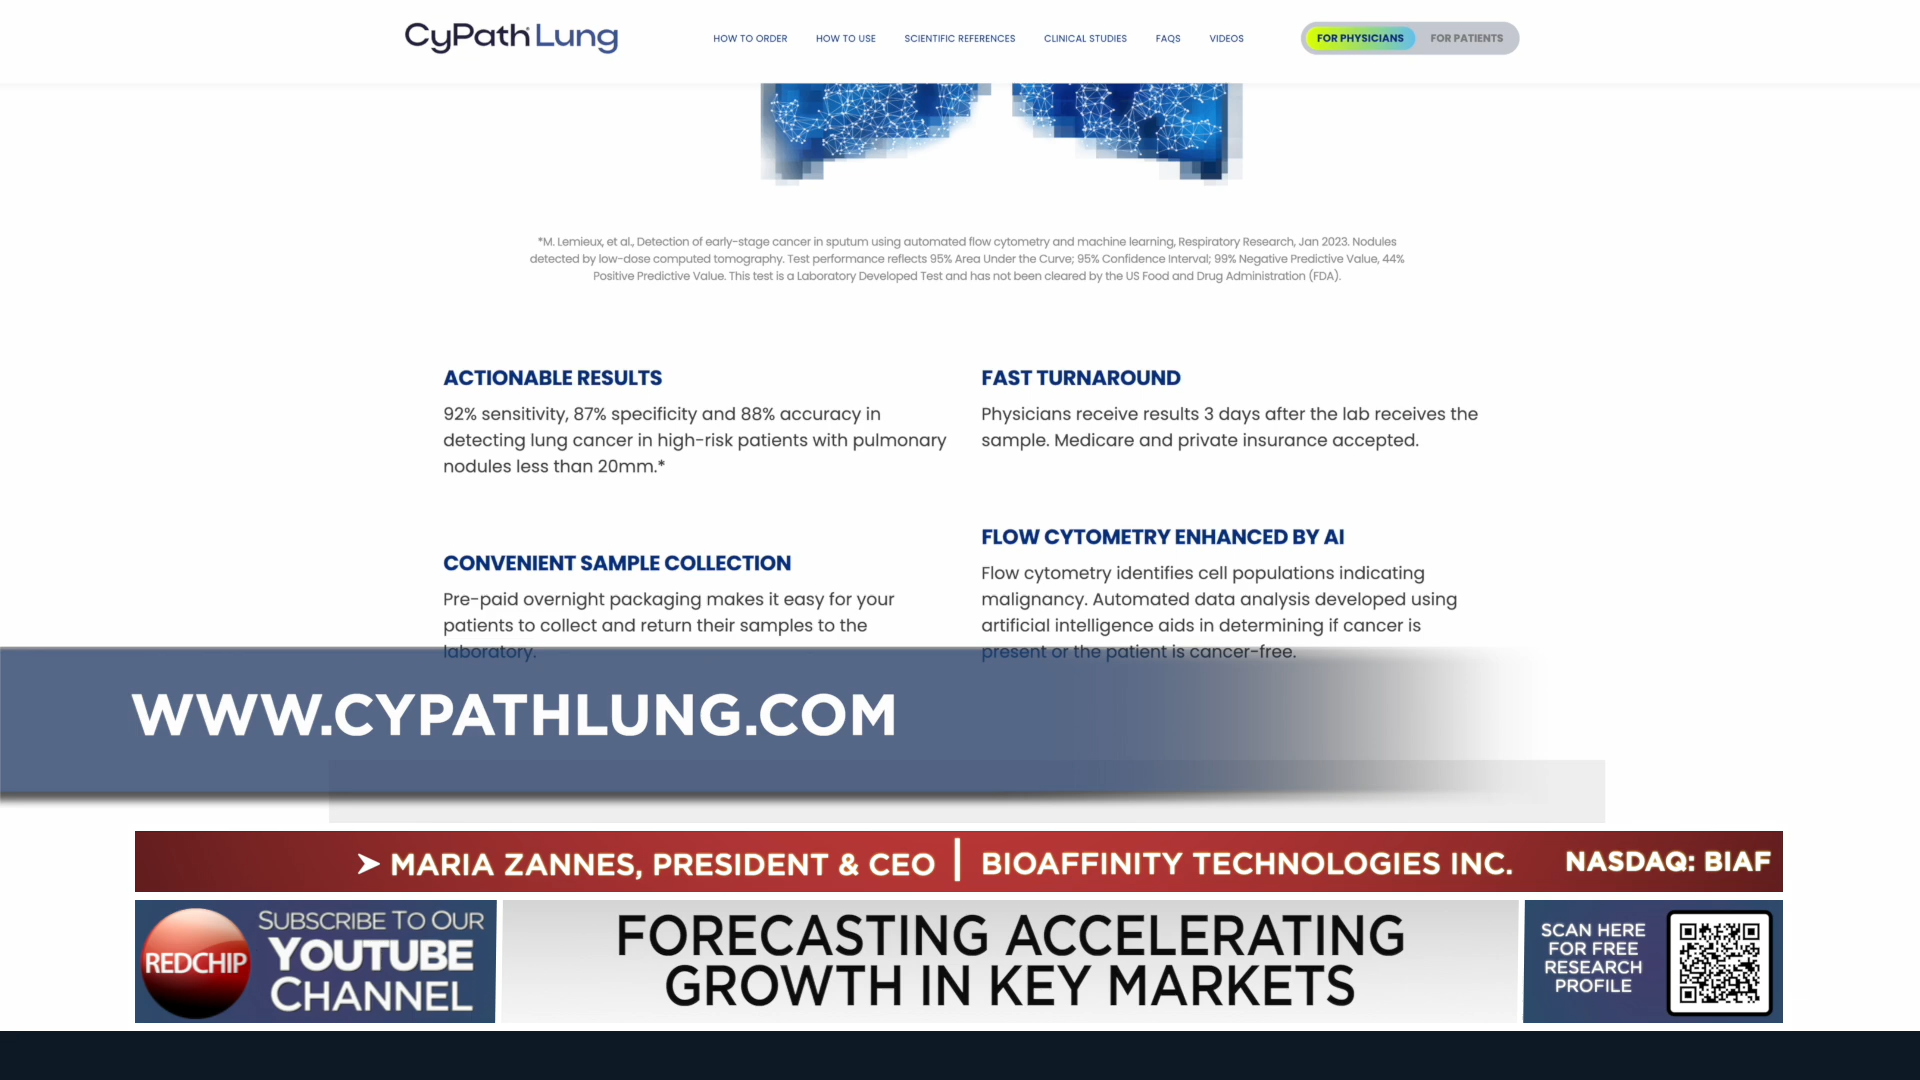 CyPath Lung
HOW TO ORDER
HOW TO USE
SCIENTIFIC REFERENCES
CLINICAL STUDIES
FAQS
VIDEOS
FOR PHYSICIANS
FOR PATIENTS
*M. Lemieux, et al., Detection of early-stage cancer in sputum using automated flow cytometry and machine learning, Respiratory Research, Jan 2023. Nodules
detected by low-dose computed tomography. Test performance reflects 95% Area Under the Curve; 95% Confidence Interval; 99% Negative Predictive Value, 44%
Positive Predictive Value. This test is a Laboratory Developed Test and has not been cleared by the US Food and Drug Administration (FDA).
ACTIONABLE RESULTS
92% sensitivity, 87% specificity and 88% accuracy in
detecting lung cancer in high-risk patients with pulmonary
nodules less than 20mm.*
FAST TURNAROUND
Physicians receive results 3 days after the lab receives the
sample. Medicare and private insurance accepted.
CONVENIENT SAMPLE COLLECTION
Pre-paid overnight packaging makes it easy for your
patients to collect and return their samples to the
laboratory.
FLOW CYTOMETRY ENHANCED BY AI
Flow cytometry identifies cell populations indicating
malignancy. Automated data analysis developed using
artificial intelligence aids in determining if cancer is
present or the patient is cancer-free.
WWW.CYPATHLUNG.COM
➤ MARIA ZANNES, PRESIDENT & CEO | BIOAFFINITY TECHNOLOGIES INC.
NASDAQ: BIAF
REDCHIP
SUBSCRIBE TO OUR
YOUTUBE
CHANNEL
FORECASTING ACCELERATING
GROWTH IN KEY MARKETS
SCAN HERE
FOR FREE
RESEARCH
PROFILE